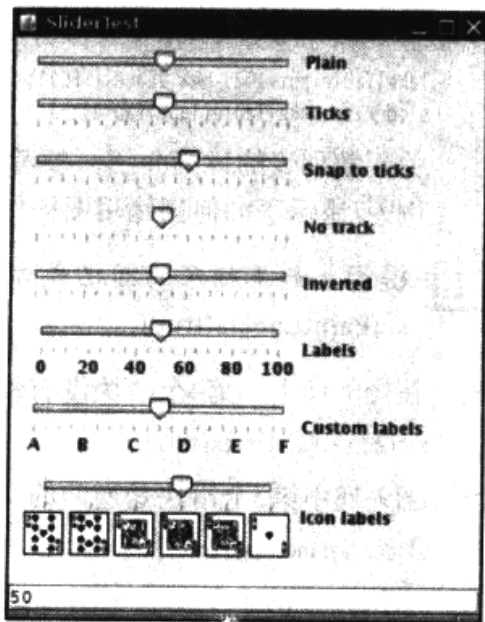 SliderTest
Plain
Ticks
Snap to ticks
No track
Inverted
0 20 40 60 80 100
Labels
A B C D E F
Custom labels
Icon labels
50